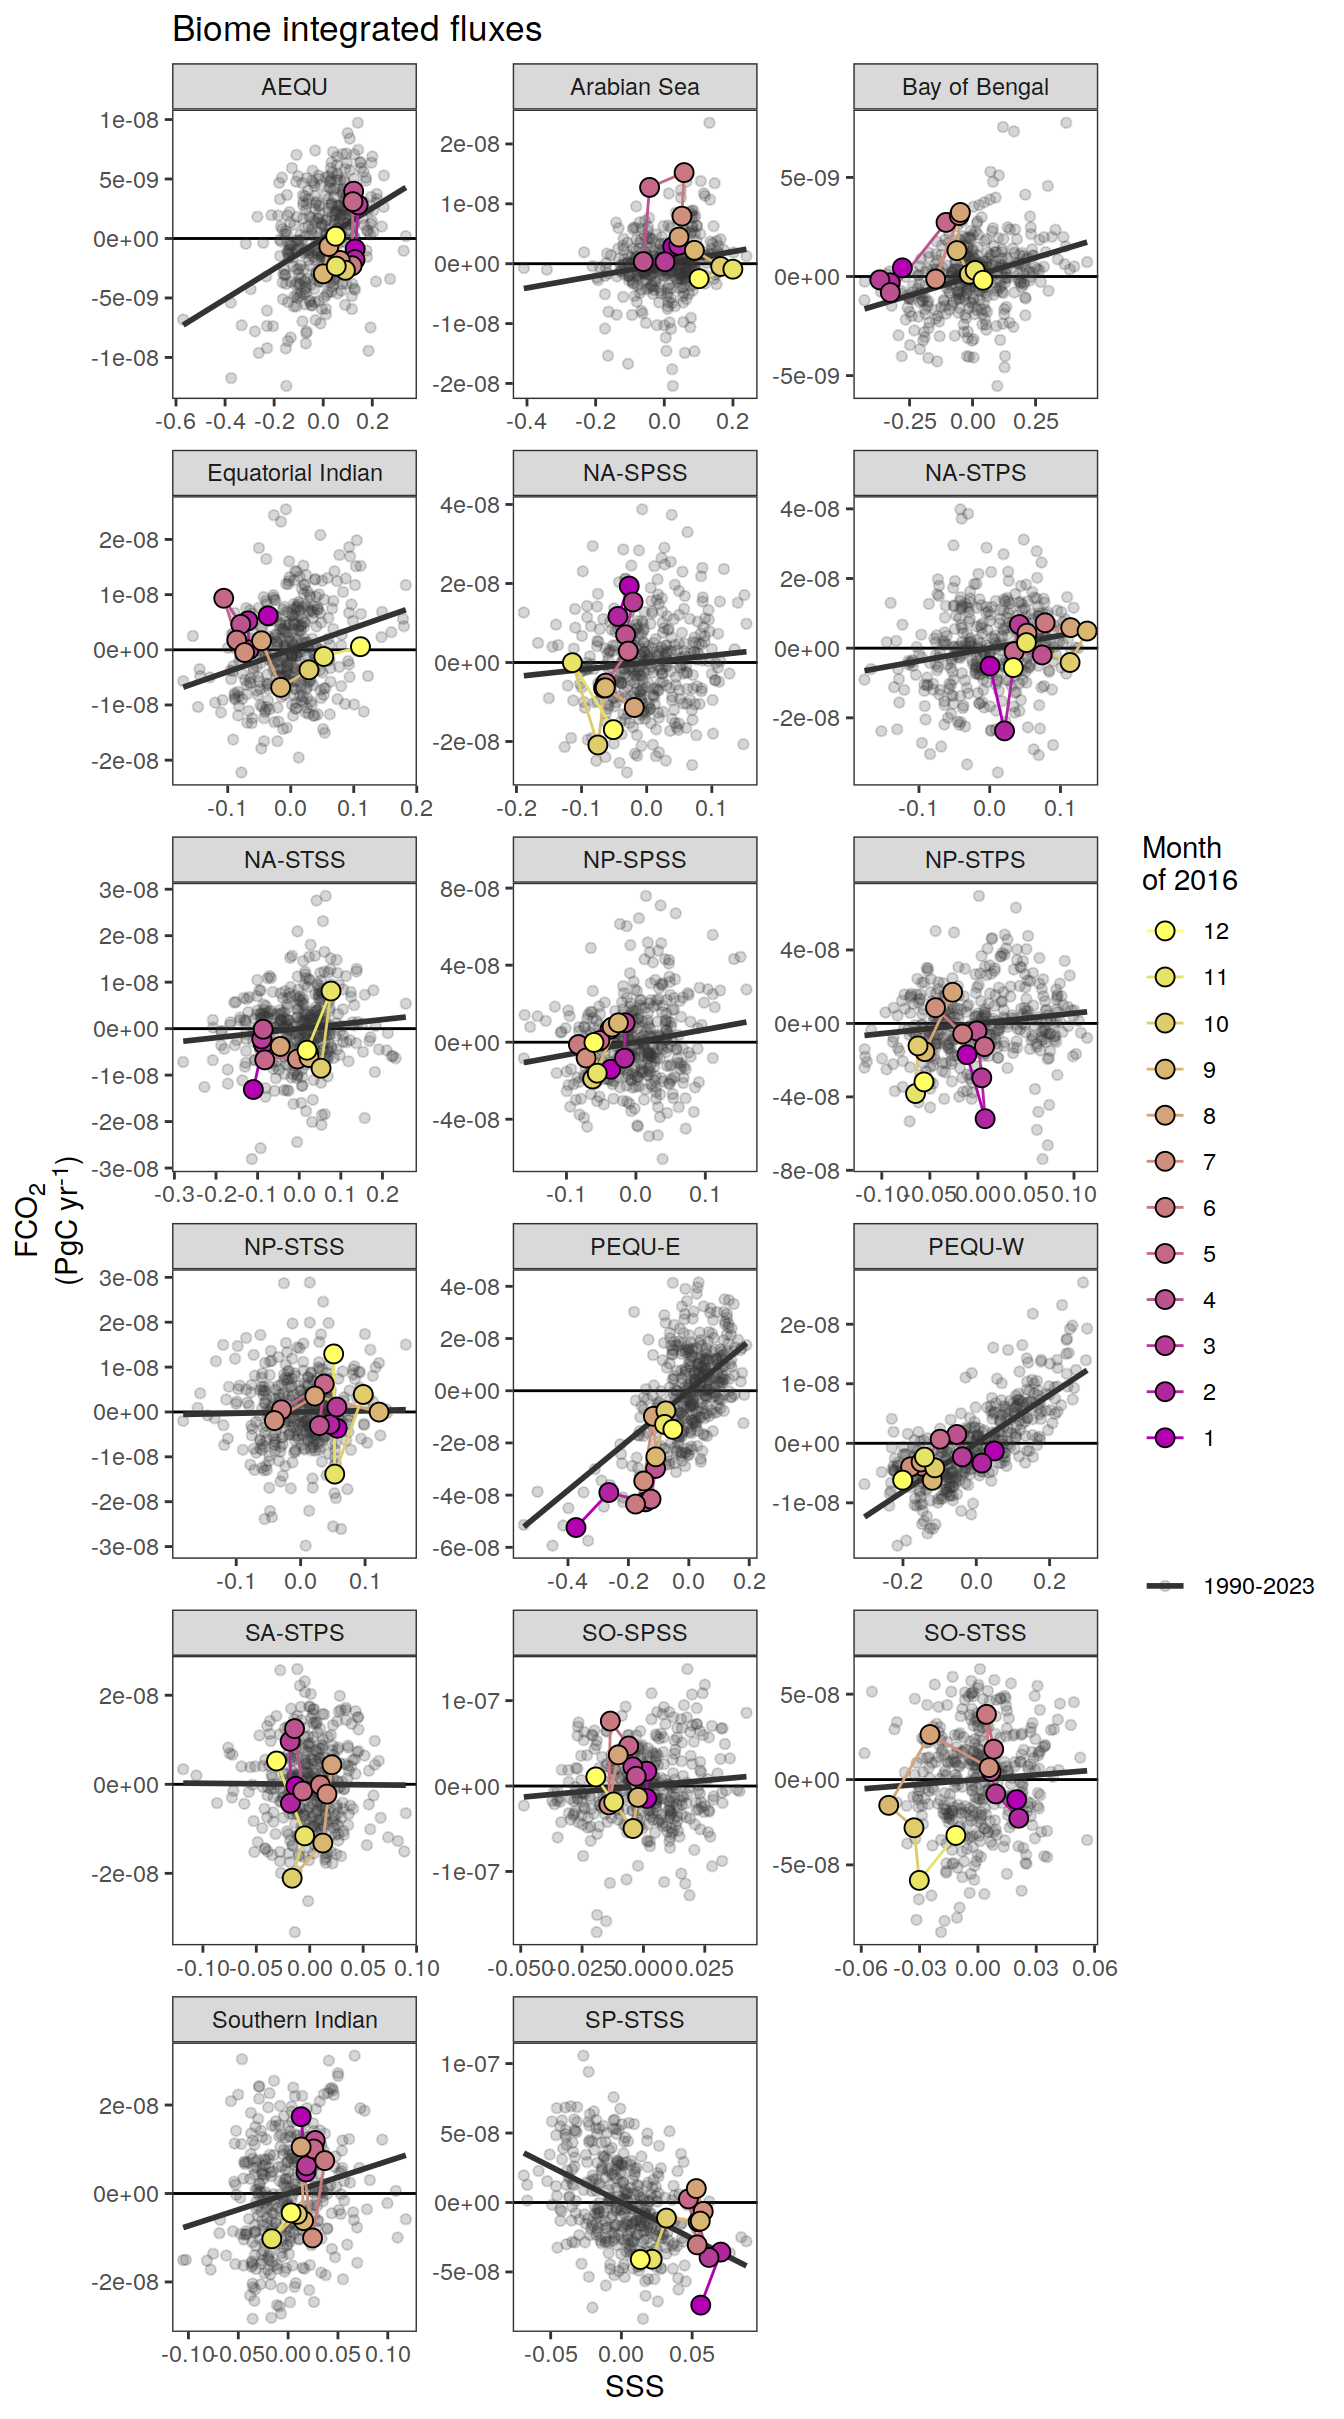 Biome integrated fluxes
AEQU Arabian Sea Bay of Bengal
1e-08
5e-09
0e+00
-5e-09
-1e-08
2e-08
1e-08
0e+00
-1e-08
-2e-08
5e-09
0e+00
-5e-09
-0.6 -0.4 -0.2 0.0 0.2
-0.4 -0.2 0.0 0.2
-0.25 0.00 0.25
Equatorial Indian NA-SPSS NA-STPS
2e-08
1e-08
0e+00
-1e-08
-2e-08
4e-08
2e-08
0e+00
-2e-08
4e-08
2e-08
0e+00
-2e-08
-0.1 0.0 0.1 0.2
-0.2 -0.1 0.0 0.1
-0.1 0.0 0.1
NA-STSS NP-SPSS NP-STPS
3e-08
2e-08
1e-08
0e+00
-1e-08
-2e-08
-3e-08
8e-08
4e-08
0e+00
-4e-08
4e-08
0e+00
-4e-08
-8e-08
-0.3 -0.2 -0.1 0.0 0.1 0.2
-0.1 0.0 0.1
-0.10 -0.05 0.00 0.05 0.10
NP-STSS PEQU-E PEQU-W
3e-08
2e-08
1e-08
0e+00
-1e-08
-2e-08
-3e-08
4e-08
2e-08
0e+00
-2e-08
-4e-08
-6e-08
2e-08
1e-08
0e+00
-1e-08
-0.1 0.0 0.1
-0.4 -0.2 0.0 0.2
-0.2 0.0 0.2
SA-STPS SO-SPSS SO-STSS
2e-08
0e+00
-2e-08
1e-07
0e+00
-1e-07
5e-08
0e+00
-5e-08
-0.10 -0.05 0.00 0.05 0.10
-0.050 -0.025 0.000 0.025
-0.06 -0.03 0.00 0.03 0.06
Southern Indian SP-STSS
2e-08
0e+00
-2e-08
1e-07
5e-08
0e+00
-5e-08
-0.10 -0.05 0.00 0.05 0.10
-0.05 0.00 0.05
SSS
FCO₂
(PgC yr⁻¹)
Month
of 2016
12
11
10
9
8
7
6
5
4
3
2
1
1990-2023